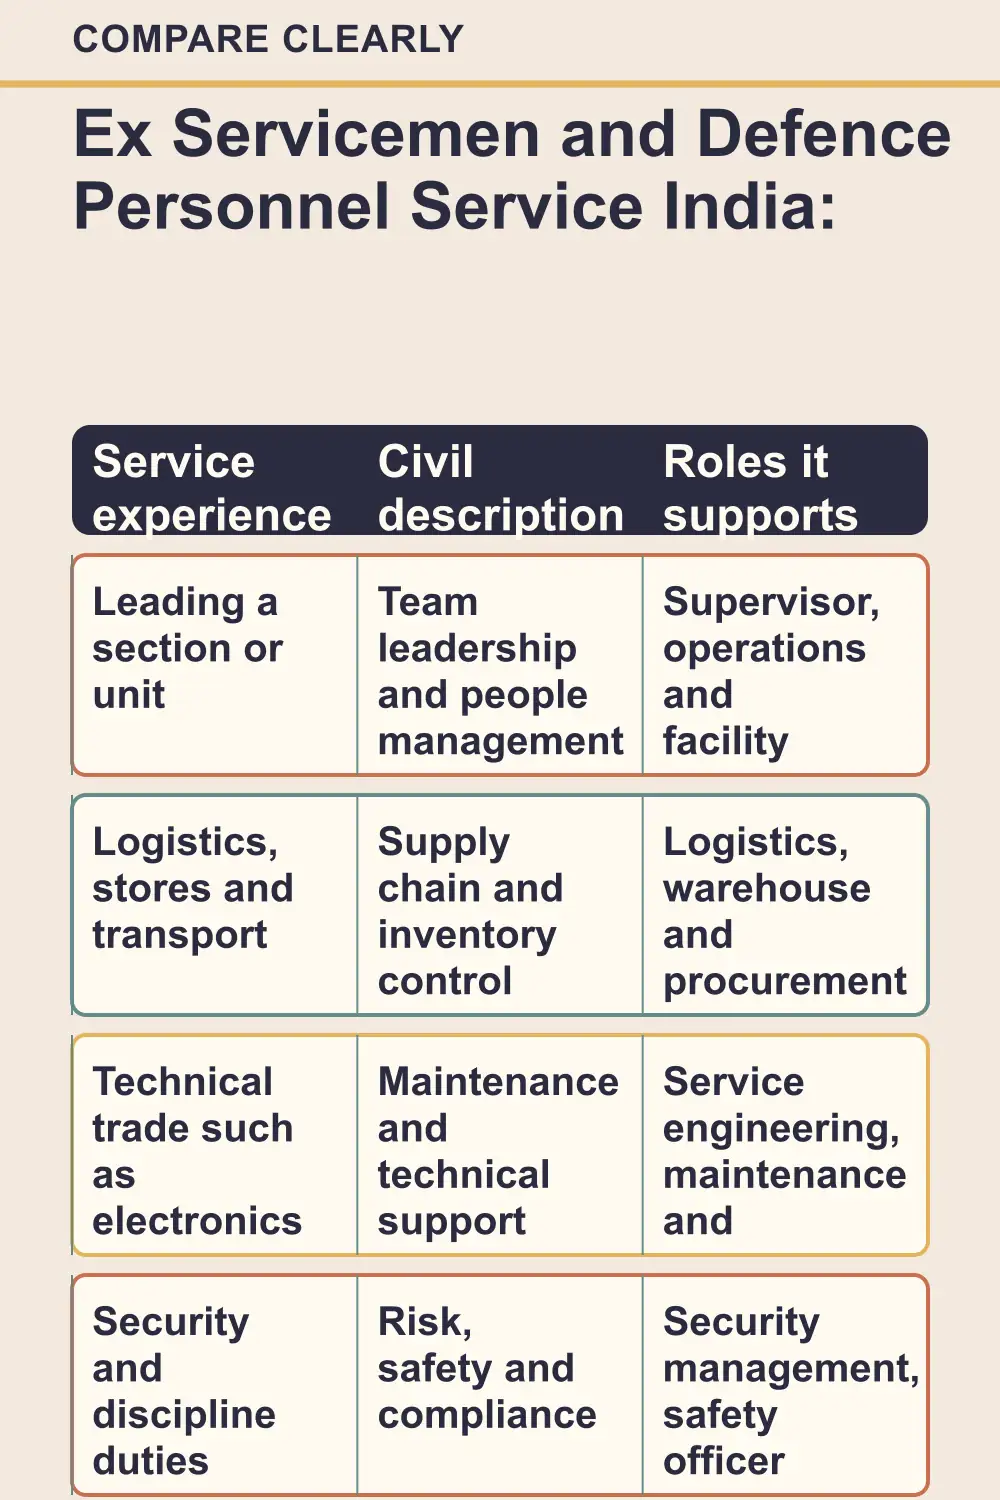 COMPARE CLEARLY
Ex Servicemen and Defence
Personnel Service India:
Service
experience
Civil
description
Roles it
supports
Leading a
section or
unit
Team
leadership
and people
management
Supervisor,
operations
and
facility
Logistics,
stores and
transport
Supply
chain and
inventory
control
Logistics,
warehouse
and
procurement
Technical
trade such
as
electronics
Maintenance
and
technical
support
Service
engineering,
maintenance
and
Security
and
discipline
duties
Risk,
safety and
compliance
Security
management,
safety
officer